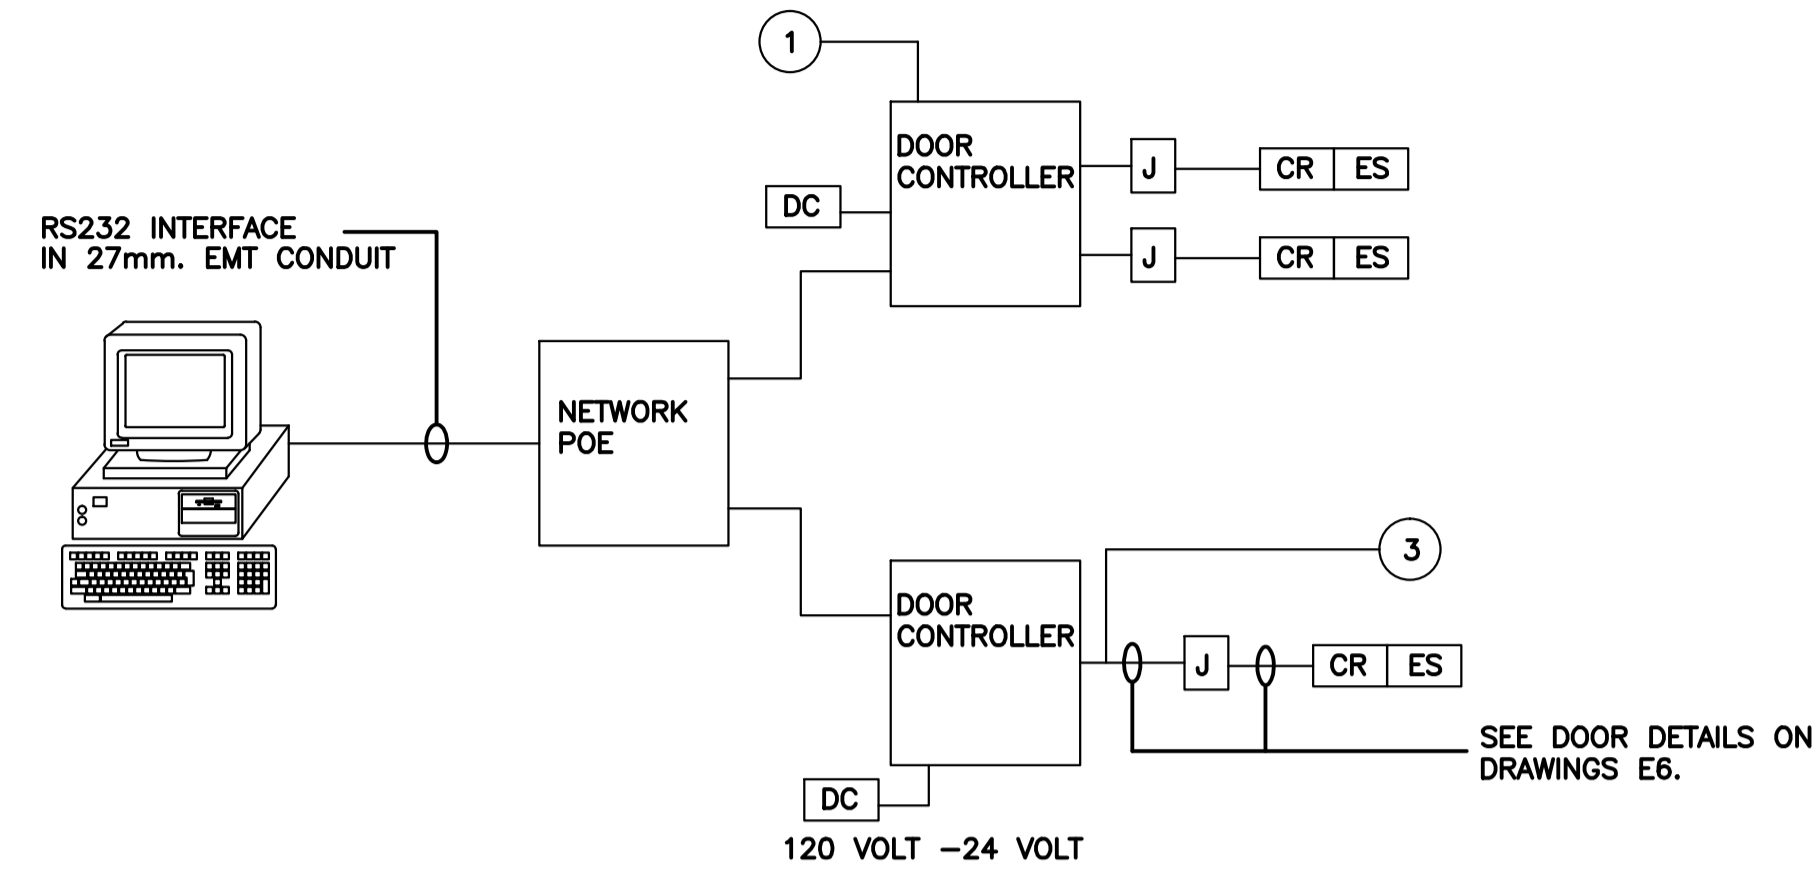 1
DOOR
CONTROLLER
J
CR ES
DC
J
CR ES
RS232 INTERFACE
IN 27mm. EMT CONDUIT
NETWORK
POE
3
DOOR
CONTROLLER
J
CR ES
SEE DOOR DETAILS ON
DRAWINGS E6.
DC
120 VOLT -24 VOLT